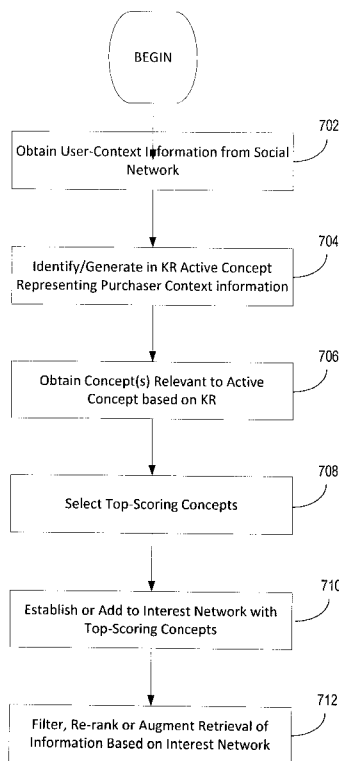 BEGIN
702
Obtain User-Context Information from Social
Network
704
Identify/Generate in KR Active Concept
Representing Purchaser Context information
706
Obtain Concept(s) Relevant to Active
Concept based on KR
708
Select Top-Scoring Concepts
710
Establish or Add to Interest Network with
Top-Scoring Concepts
712
Filter, Re-rank or Augment Retrieval of
Information Based on Interest Network